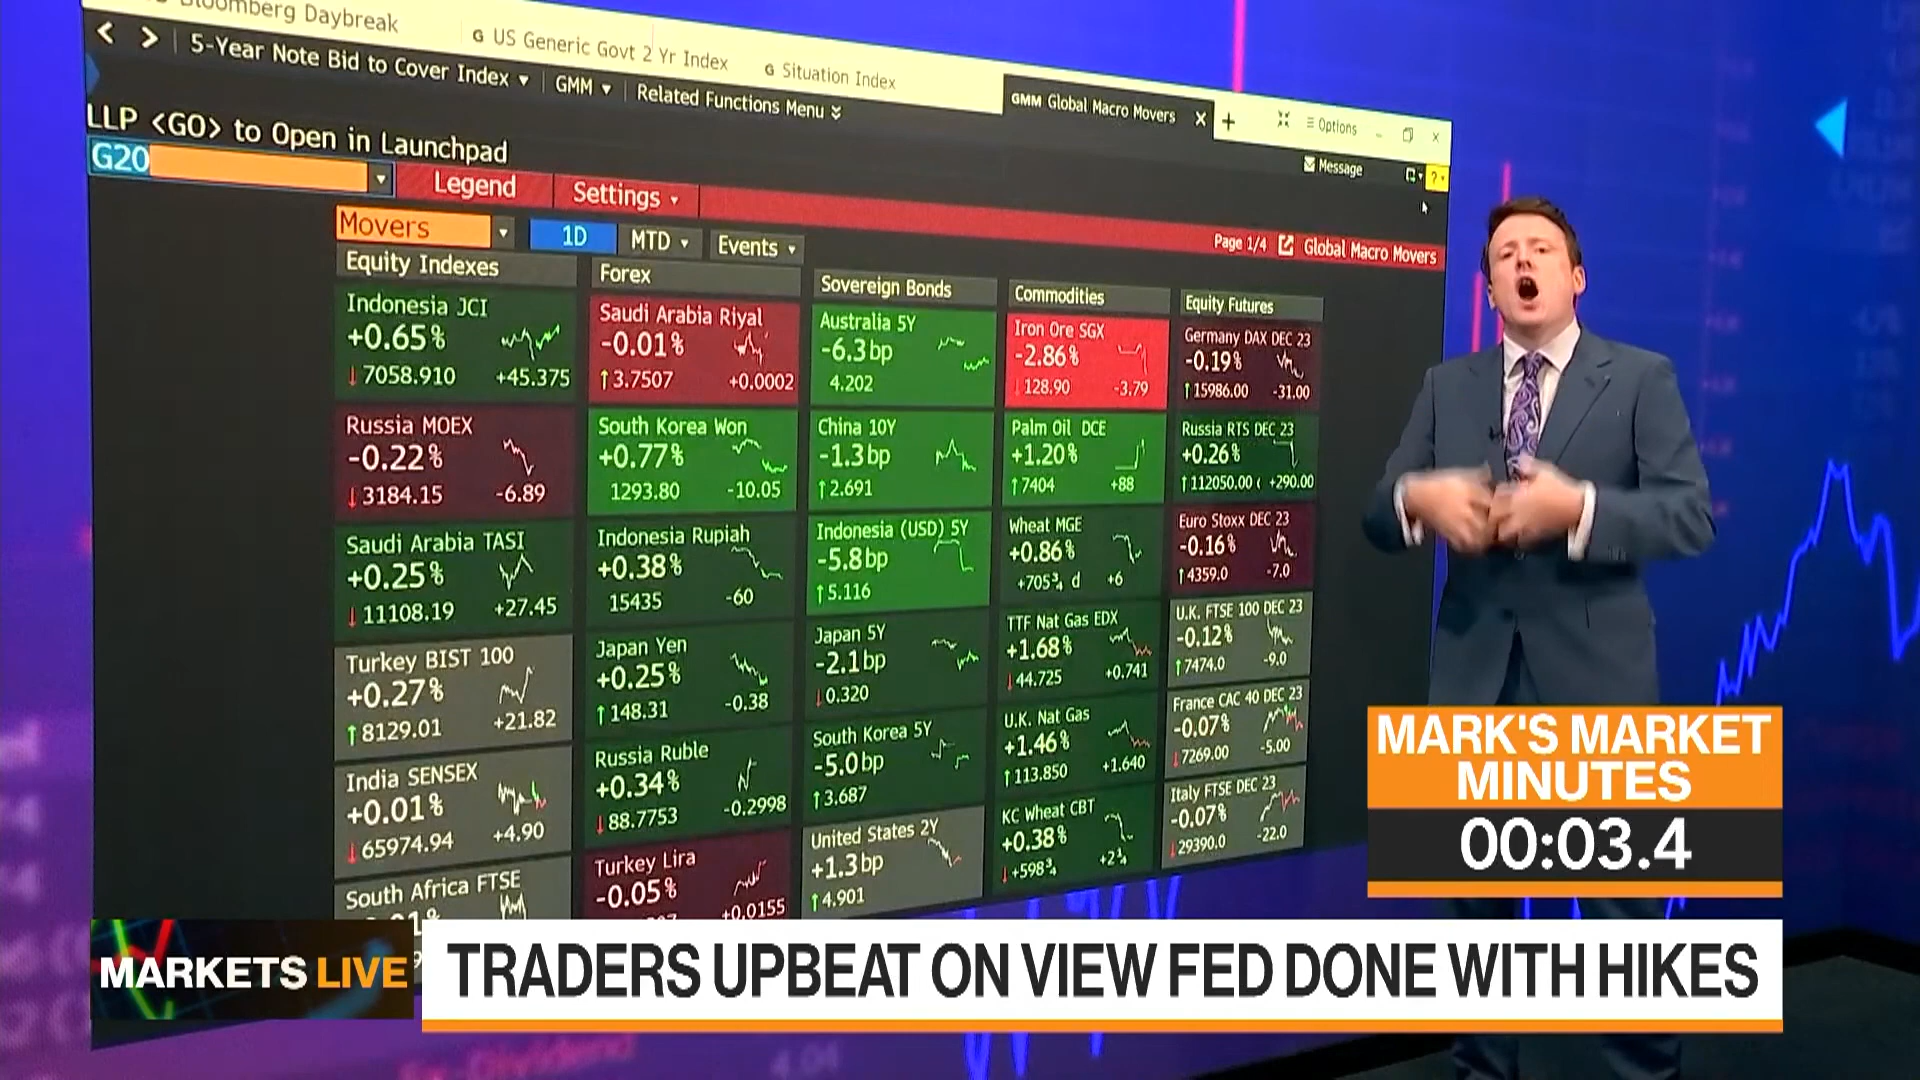 Bloomberg Daybreak
G US Generic Govt 2 Yr Index
G Situation Index
GMM Global Macro Movers X +
Options
< > 5-Year Note Bid to Cover Index
GMM
Related Functions Menu
Message
?
LLP <GO> to Open in Launchpad
G20
Legend
Settings
Page 1/4
Global Macro Movers
Movers
1D
MTD
Events
Equity Indexes
Indonesia JCI
+0.65%
↓7058.910 +45.375
Russia MOEX
-0.22%
↓3184.15 -6.89
Saudi Arabia TASI
+0.25%
↓11108.19 +27.45
Turkey BIST 100
+0.27%
↑8129.01 +21.82
India SENSEX
+0.01%
↓65974.94 +4.90
South Africa FTSE
Forex
Saudi Arabia Riyal
-0.01%
↑3.7507 +0.0002
South Korea Won
+0.77%
1293.80 -10.05
Indonesia Rupiah
+0.38%
15435 -60
Japan Yen
+0.25%
↑148.31 -0.38
Russia Ruble
+0.34%
↓88.7753 -0.2998
Turkey Lira
-0.05%
+0.0155
Sovereign Bonds
Australia 5Y
-6.3bp
4.202
China 10Y
-1.3bp
↑2.691
Indonesia (USD) 5Y
-5.8bp
↑5.116
Japan 5Y
-2.1bp
↓0.320
South Korea 5Y
-5.0bp
↑3.687
United States 2Y
+1.3bp
↑4.901
Commodities
Iron Ore SGX
-2.86%
↓128.90 -3.79
Palm Oil DCE
+1.20%
↑7404 +88
Wheat MGE
+0.86%
+705¾ d +6
TTF Nat Gas EDX
+1.68%
↓44.725 +0.741
U.K. Nat Gas
+1.46%
↑113.850 +1.640
KC Wheat CBT
+0.38%
↓+598¾ +2¼
Equity Futures
Germany DAX DEC 23
-0.19%
↑15986.00 -31.00
Russia RTS DEC 23
+0.26%
↑112050.00 +290.00
Euro Stoxx DEC 23
-0.16%
↑4359.0 -7.0
U.K. FTSE 100 DEC 23
-0.12%
↑7474.0 -9.0
France CAC 40 DEC 23
-0.07%
↓7269.00 -5.00
Italy FTSE DEC 23
-0.07%
↓29390.0 -22.0
MARK'S MARKET
MINUTES
00:03.4
MARKETS LIVE
TRADERS UPBEAT ON VIEW FED DONE WITH HIKES
Ex-Dividend
4.04